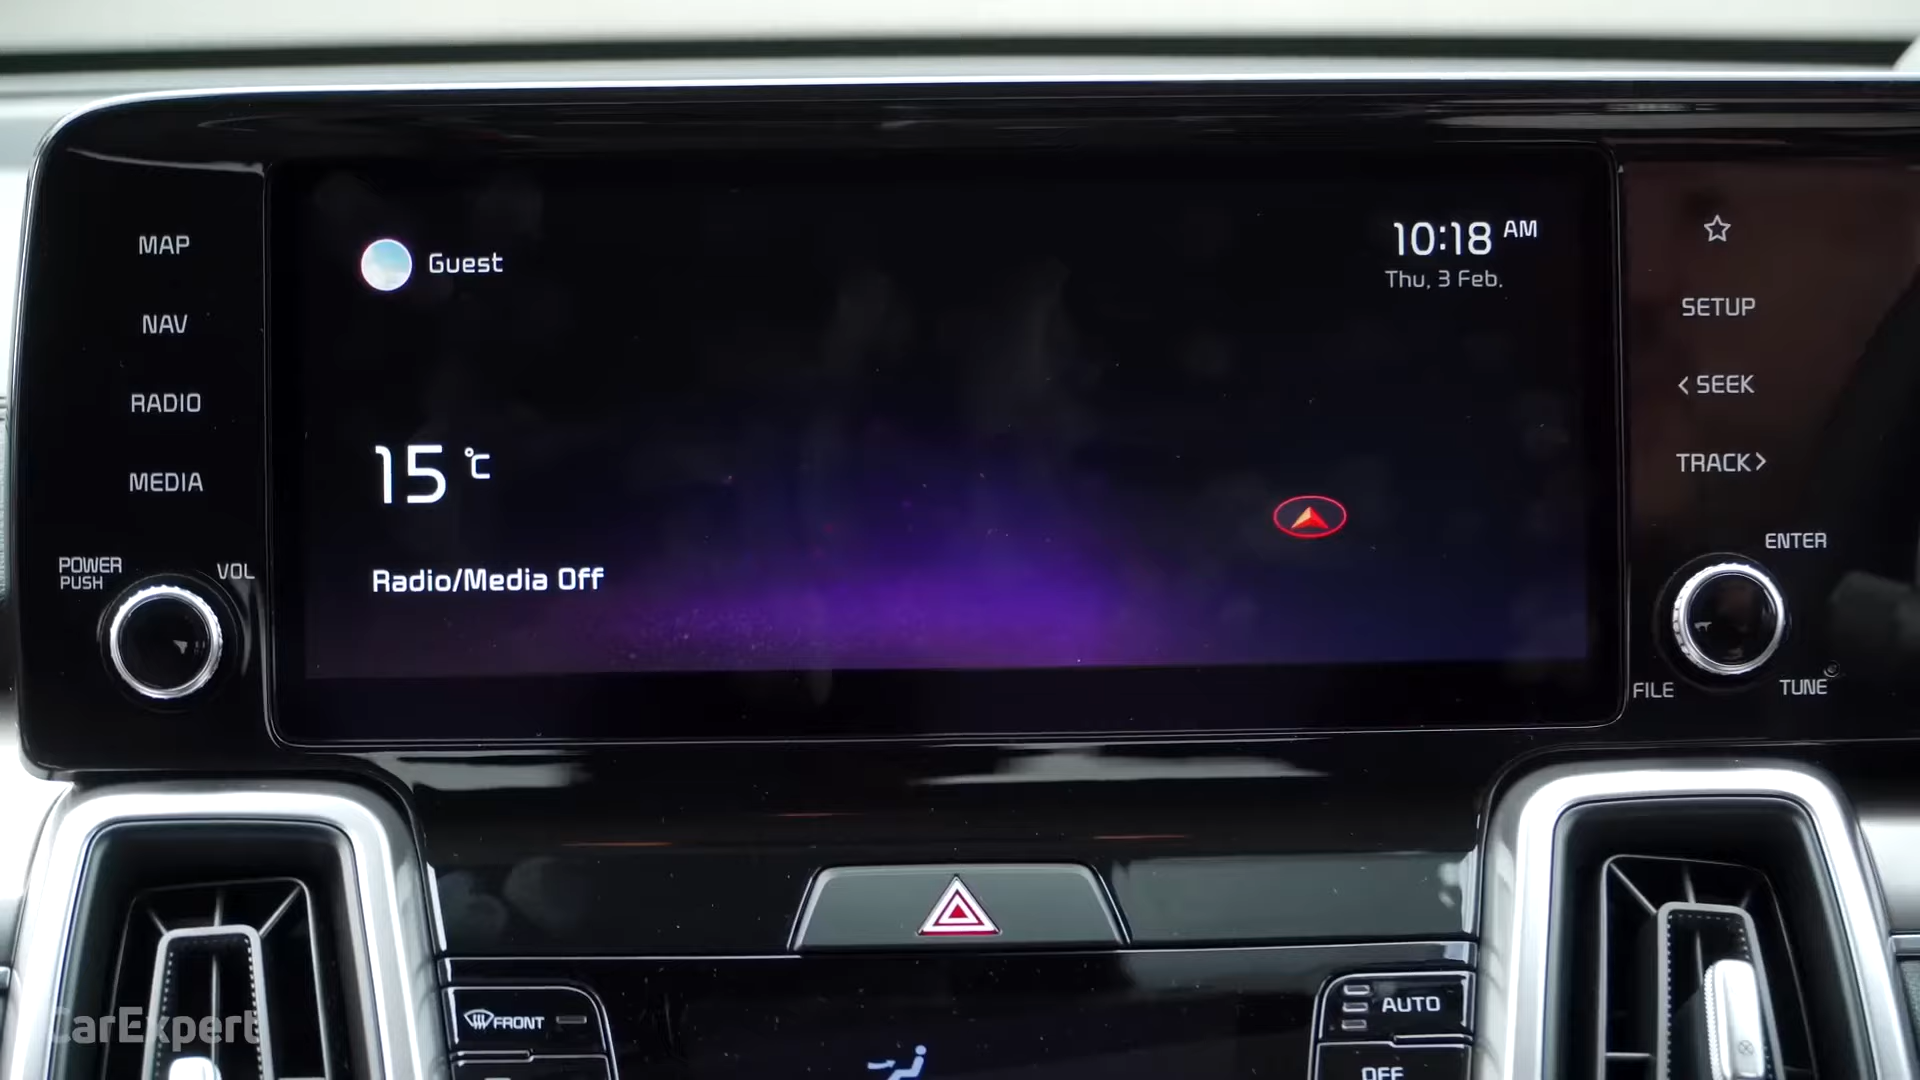 MAP
NAV
RADIO
MEDIA
POWER
PUSH
VOL
Guest
10:18 AM
Thu, 3 Feb.
15 °C
Radio/Media Off
SETUP
< SEEK
TRACK >
ENTER
FILE
TUNE
FRONT
AUTO
OFF
CarExpert